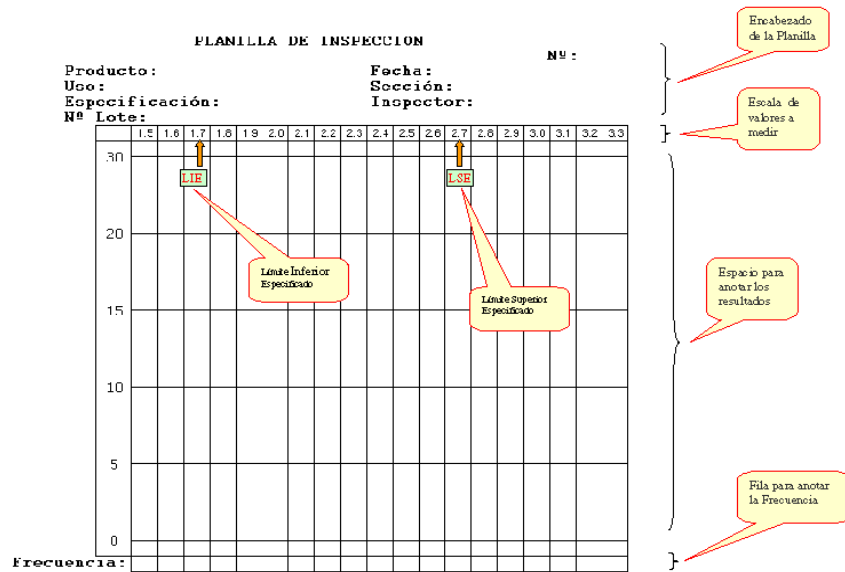 PLANILLA DE INSPECCION
Nº:
Producto:
Fecha:
Uso:
Sección:
Especificación:
Inspector:
Nº Lote:
1.5 1.6 1.7 1.8 1.9 2.0 2.1 2.2 2.3 2.4 2.5 2.6 2.7 2.8 2.9 3.0 3.1 3.2 3.3
30
20
15
10
5
0
Frecuencia:
LIE
LSE
Límite Inferior
Especificado
Límite Superior
Especificado
Encabezado
de la Planilla
Escala de
valores a
medir
Espacio para
anotar los
resultados
Fila para anotar
la Frecuencia